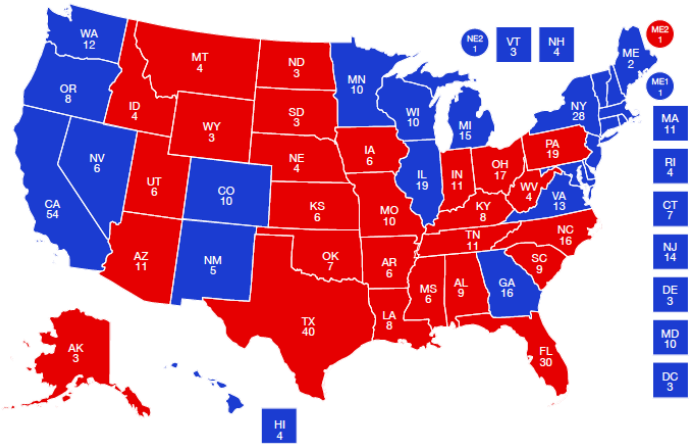 WA
12
OR
8
CA
54
NV
6
ID
4
MT
4
WY
3
UT
6
AZ
11
CO
10
NM
5
ND
3
SD
3
NE
4
KS
6
OK
7
TX
40
MN
10
IA
6
MO
10
AR
6
LA
8
WI
10
IL
19
MI
15
IN
11
OH
17
KY
8
TN
11
MS
6
AL
9
GA
16
FL
30
SC
9
NC
16
VA
13
WV
4
PA
19
NY
28
ME
2
NE2
1
VT
3
NH
4
ME2
1
ME1
1
MA
11
RI
4
CT
7
NJ
14
DE
3
MD
10
DC
3
AK
3
HI
4